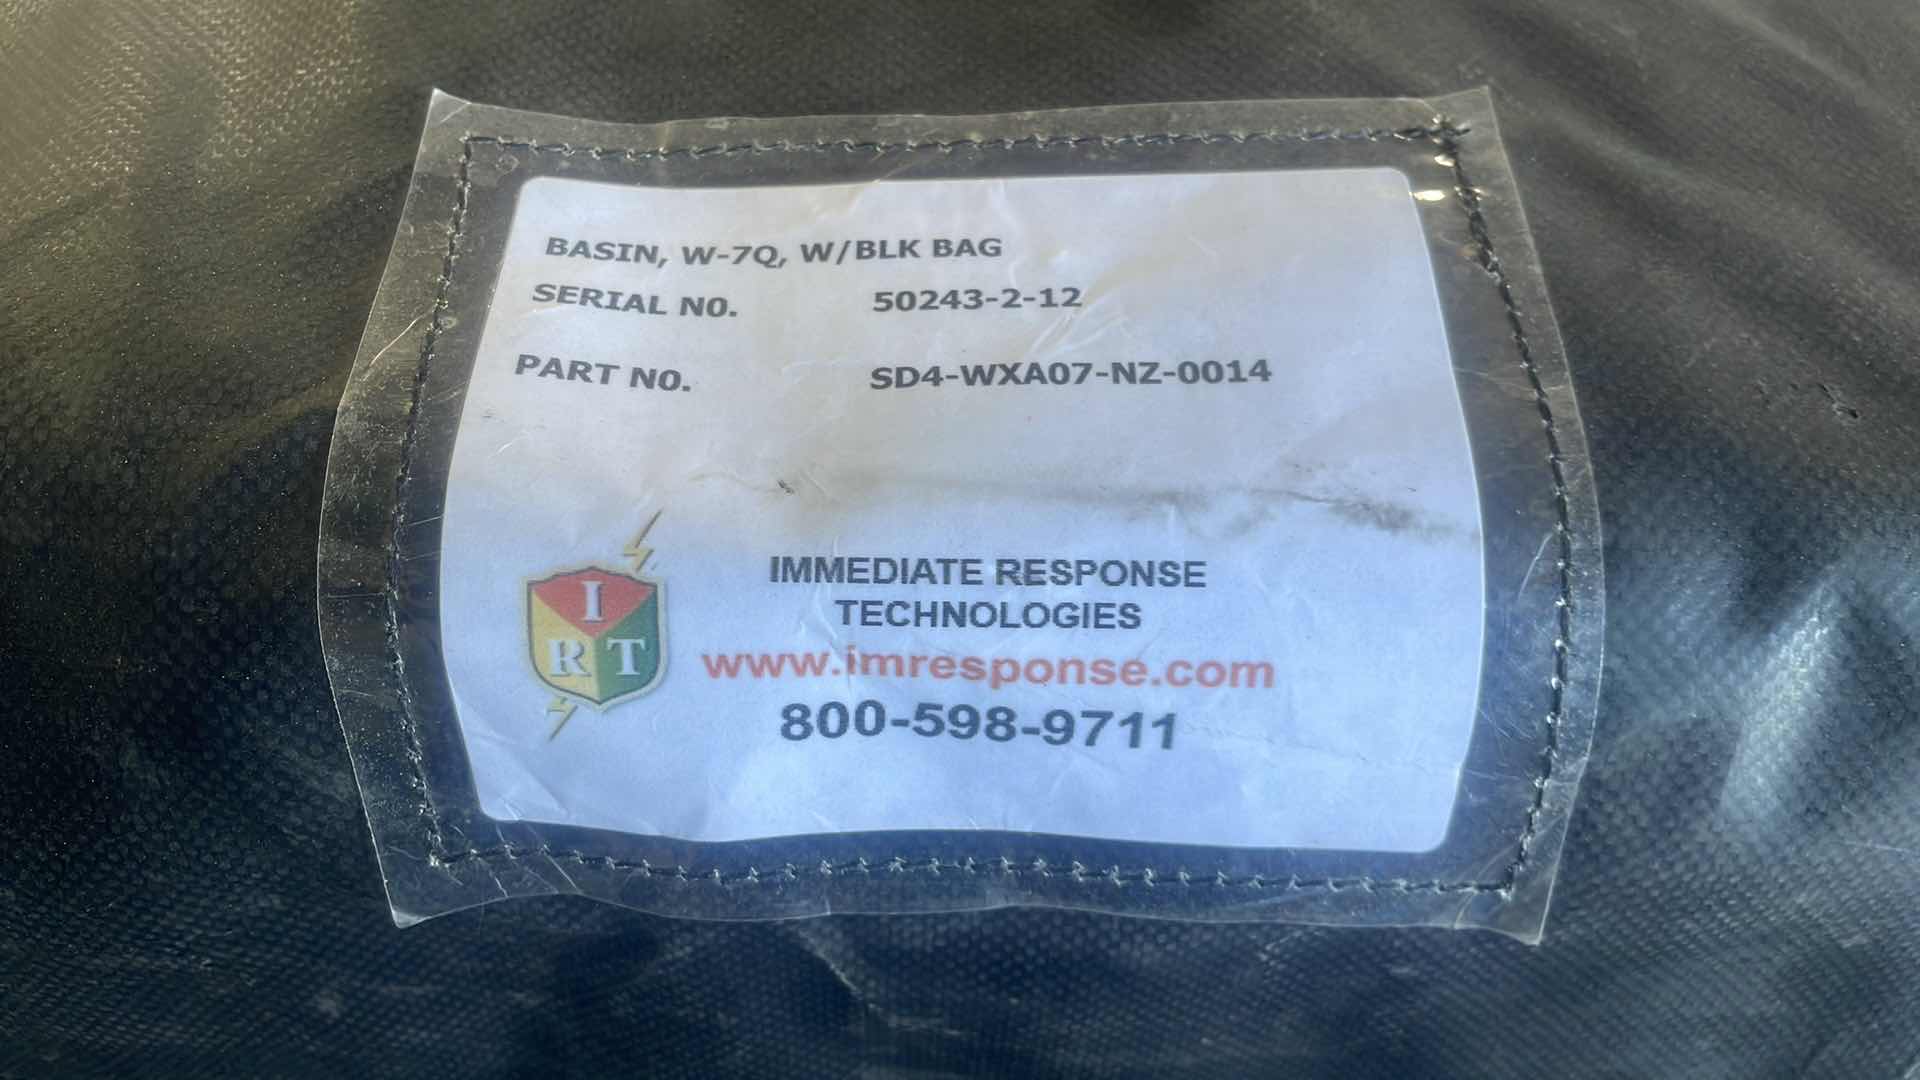 BASIN, W-7Q, W/BLK BAG
SERIAL N0. 50243-2-12
PART N0. SD4-WXA07-NZ-0014
I
R T
IMMEDIATE RESPONSE
TECHNOLOGIES
www.imresponse.com
800-598-9711